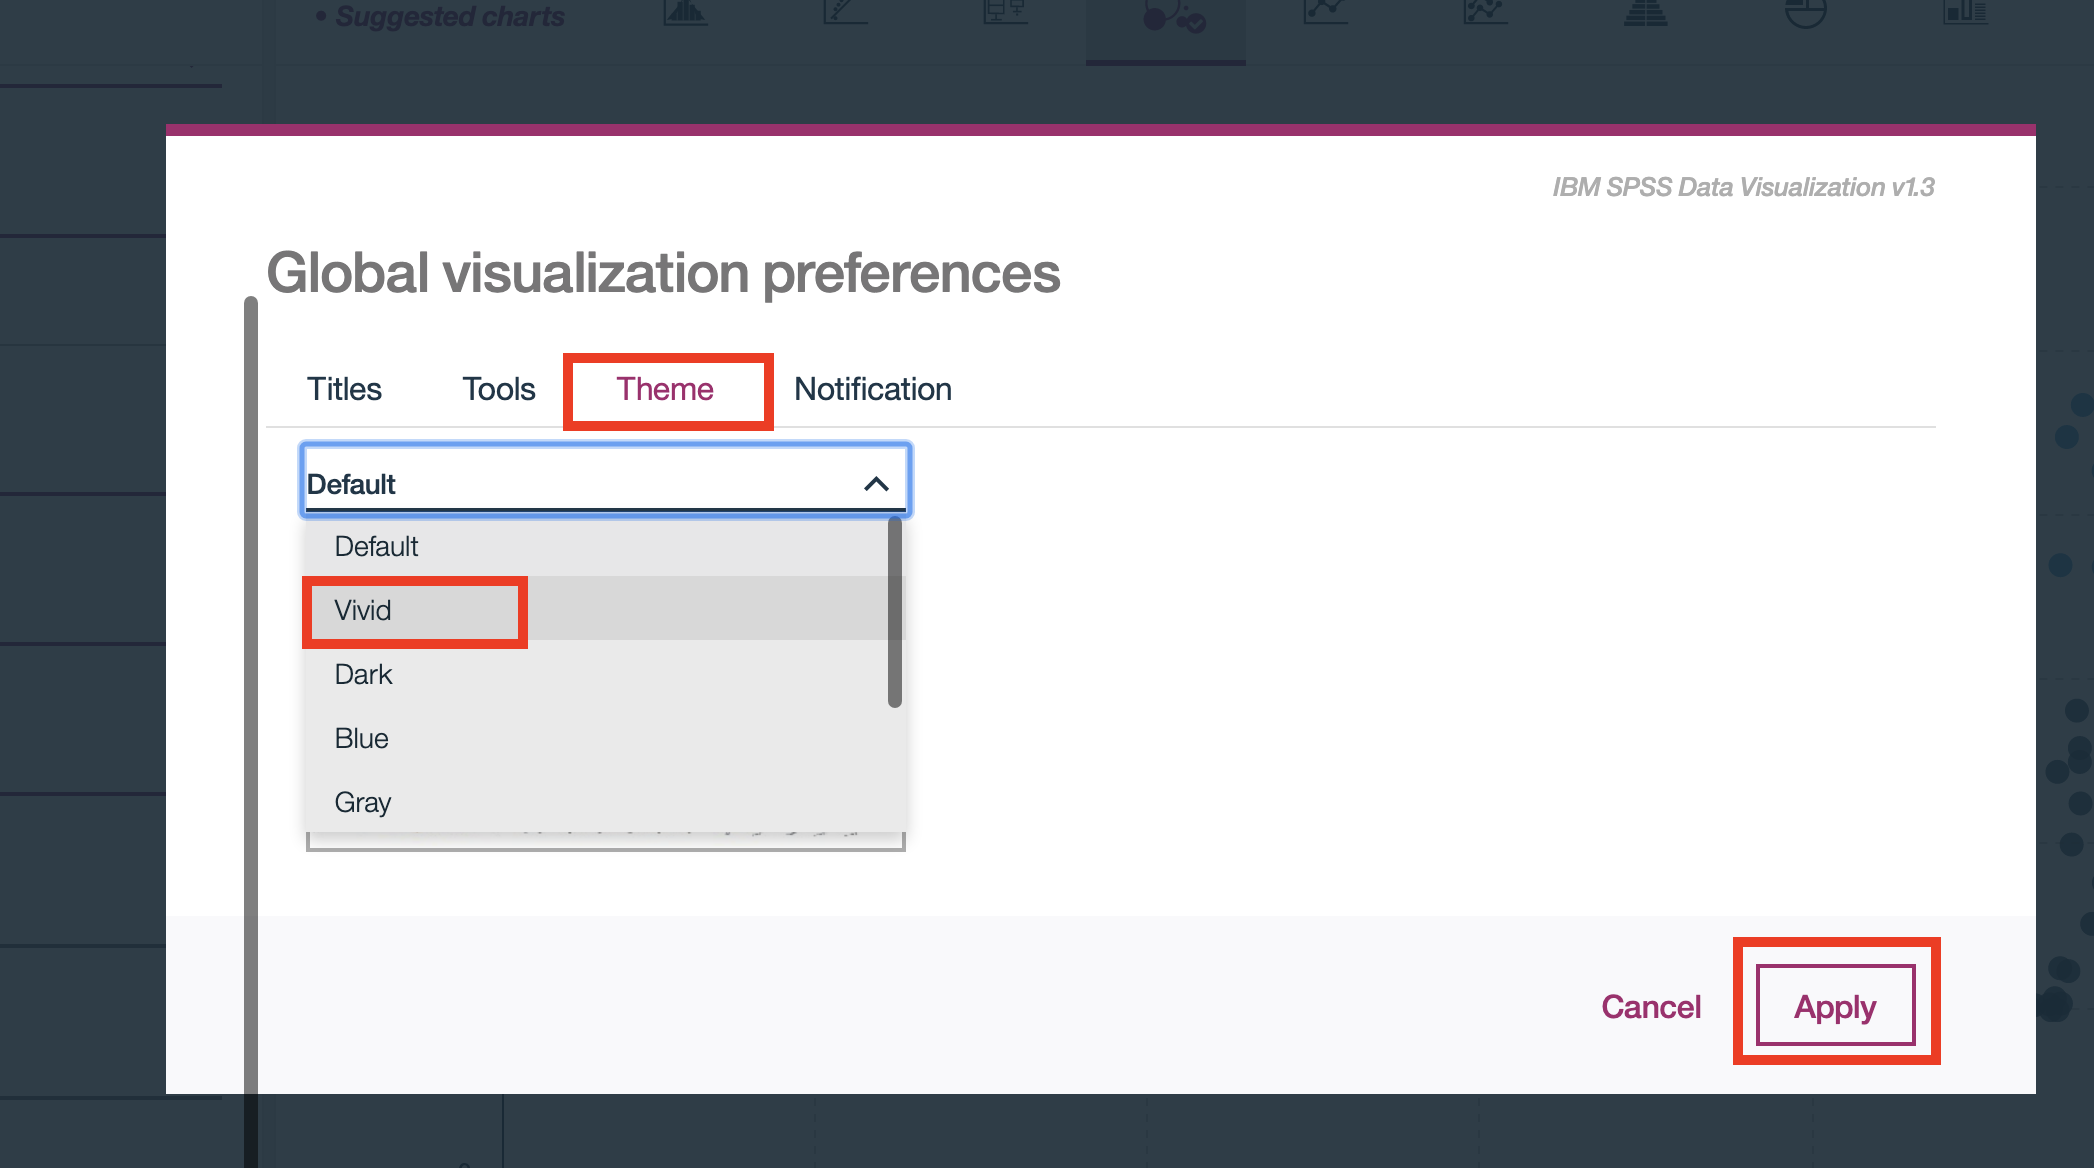 • Suggested charts
IBM SPSS Data Visualization v1.3
Global visualization preferences
Titles Tools Theme Notification
Default
Default
Vivid
Dark
Blue
Gray
Cancel Apply